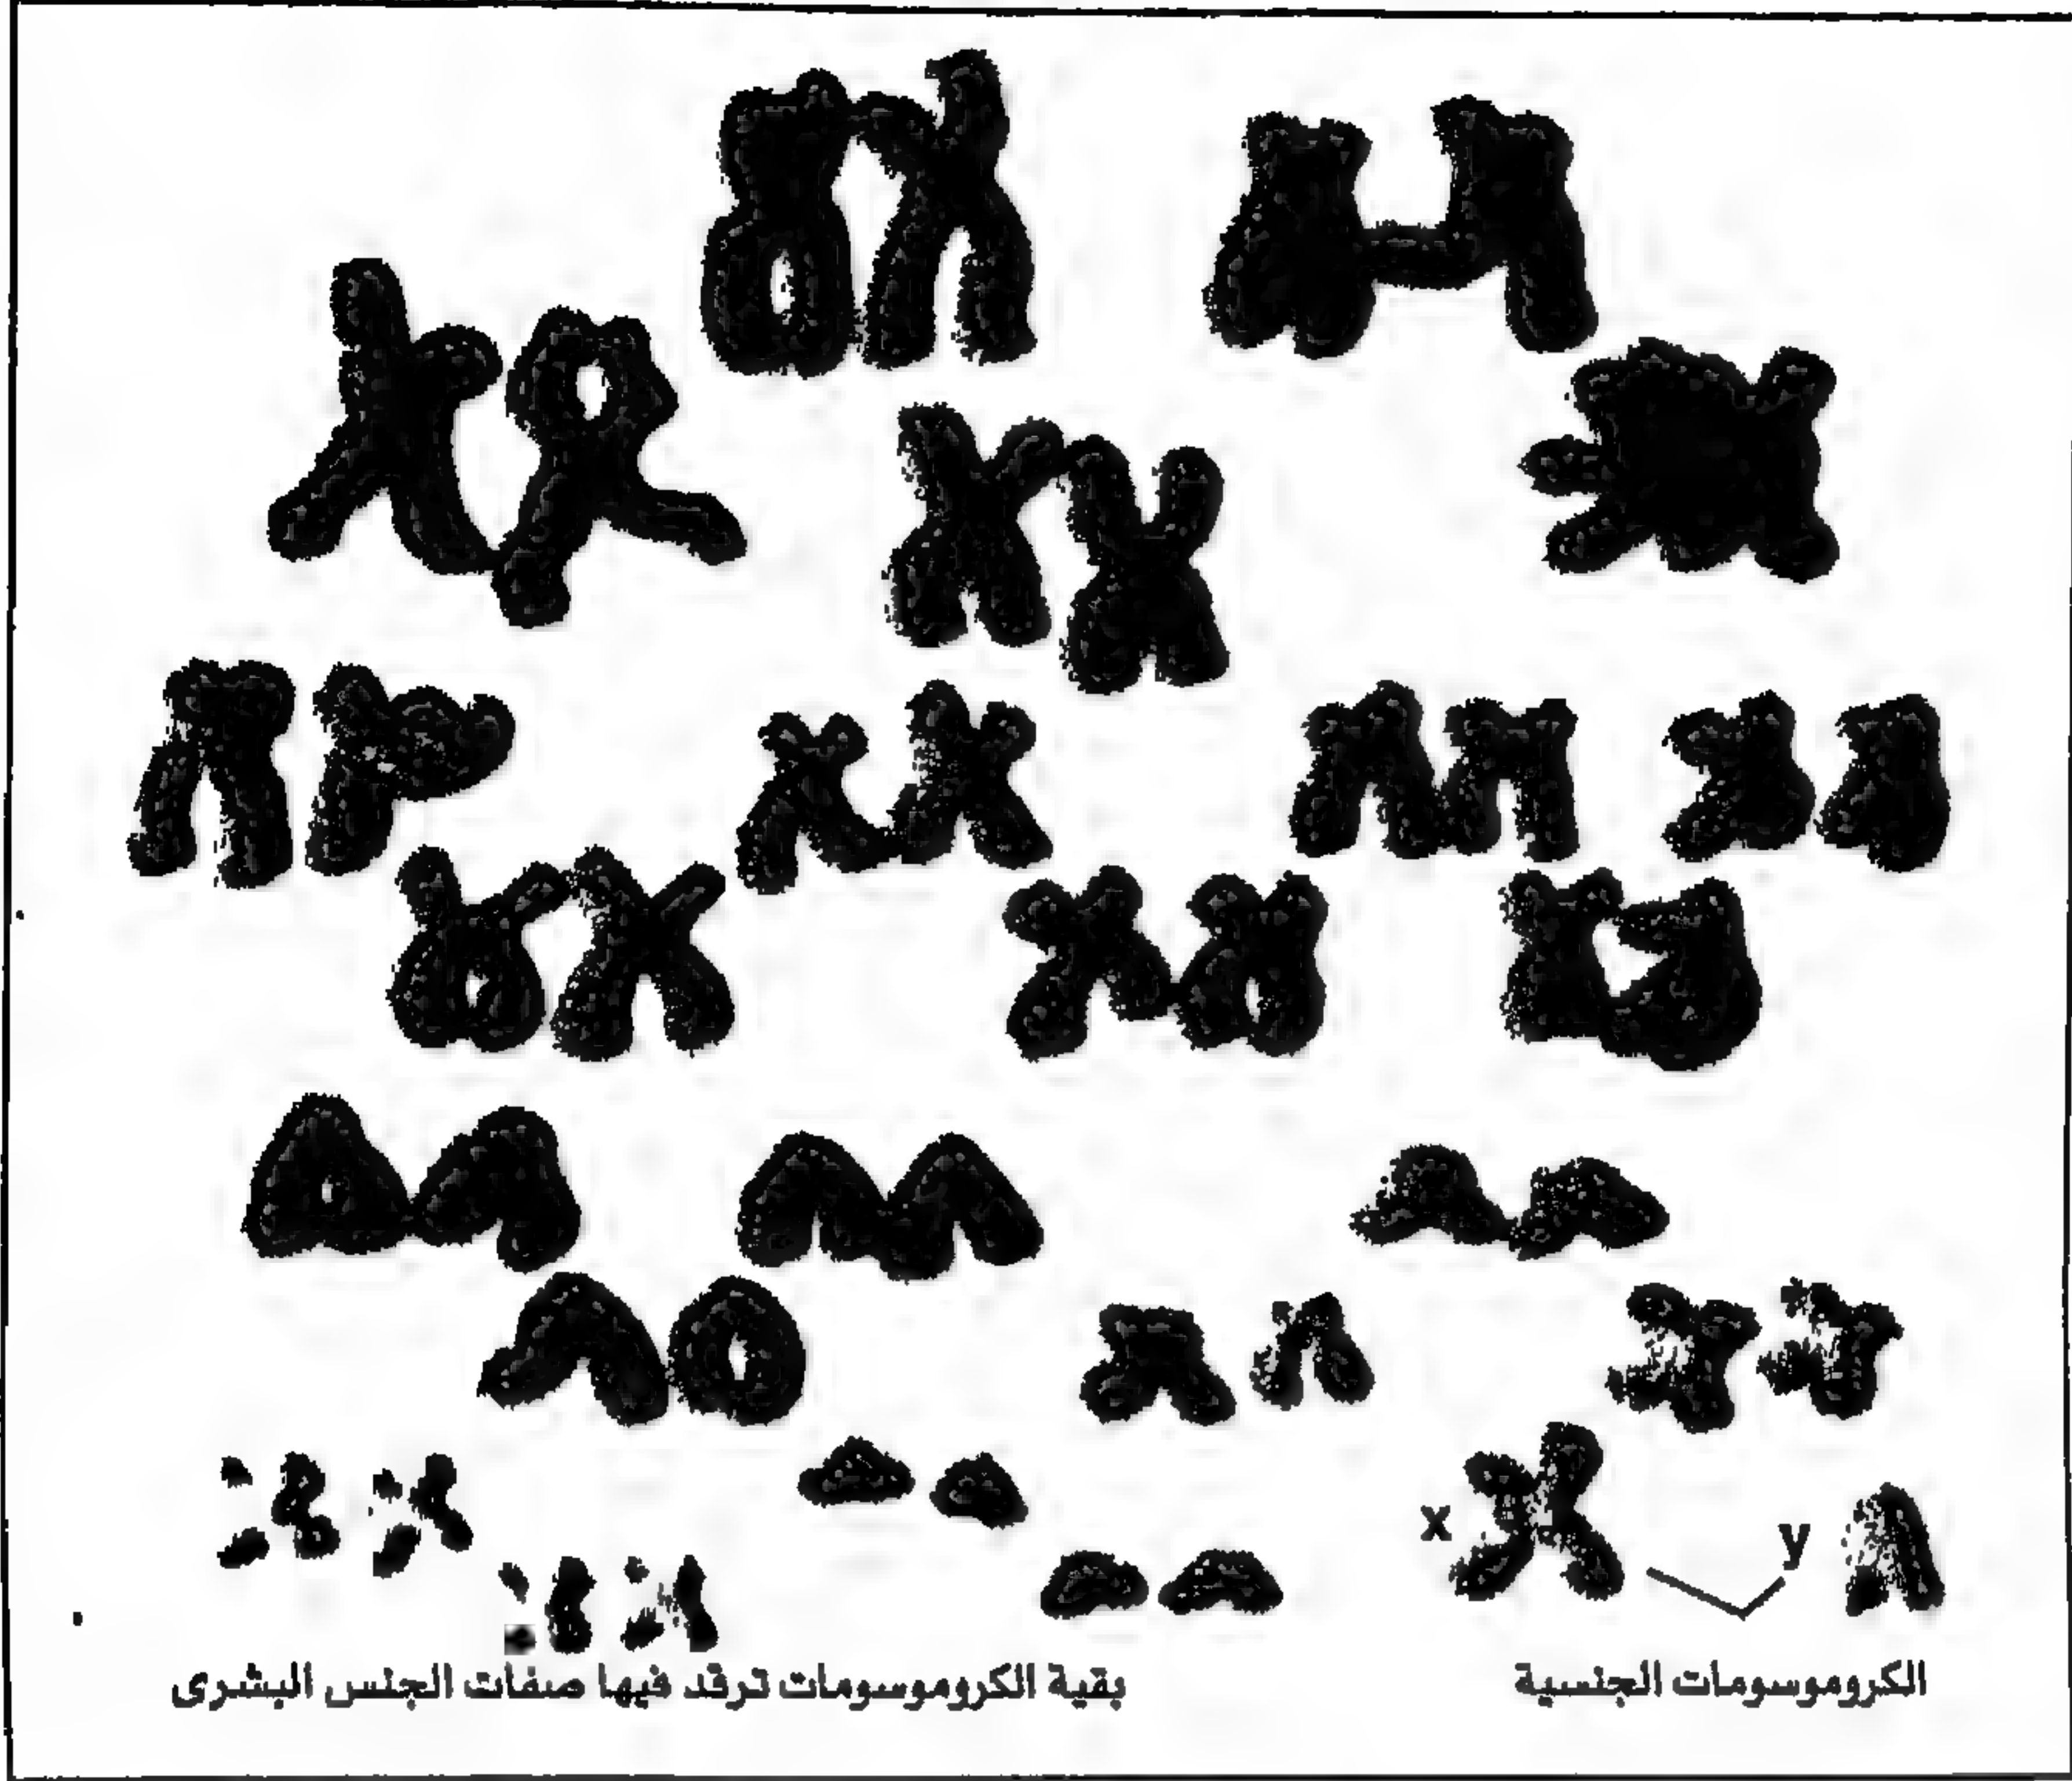 x
y
الكروموسومات الجنسية
بقية الكروموسومات ترقد فيها صفات الجنس البشرى